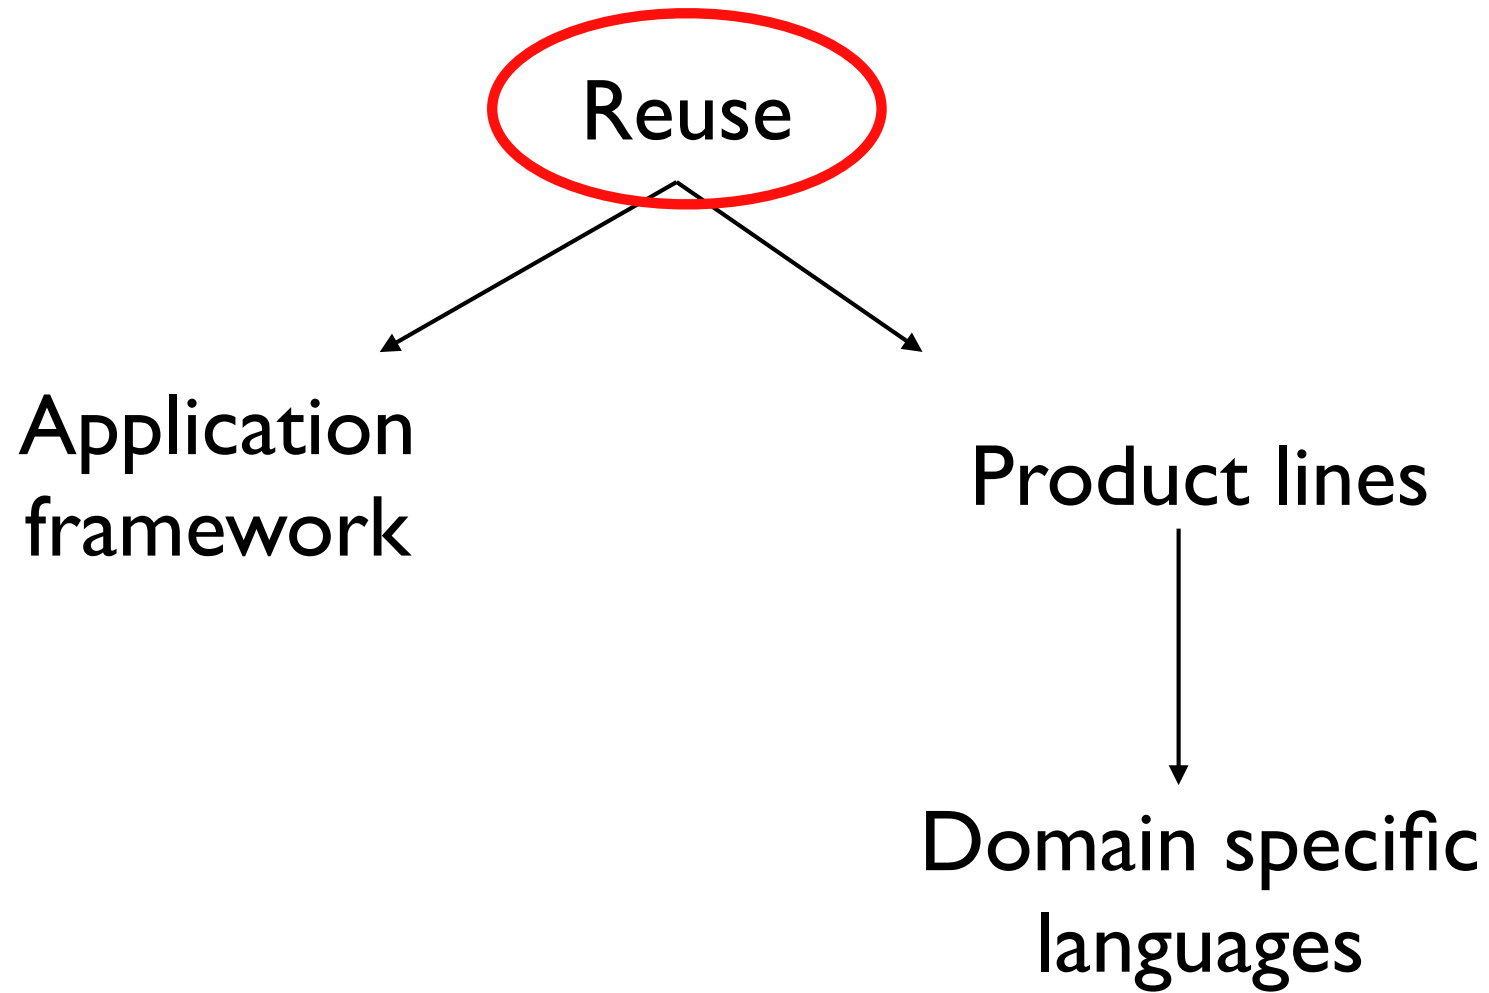 Reuse
Application
framework
Product lines
Domain specific
languages